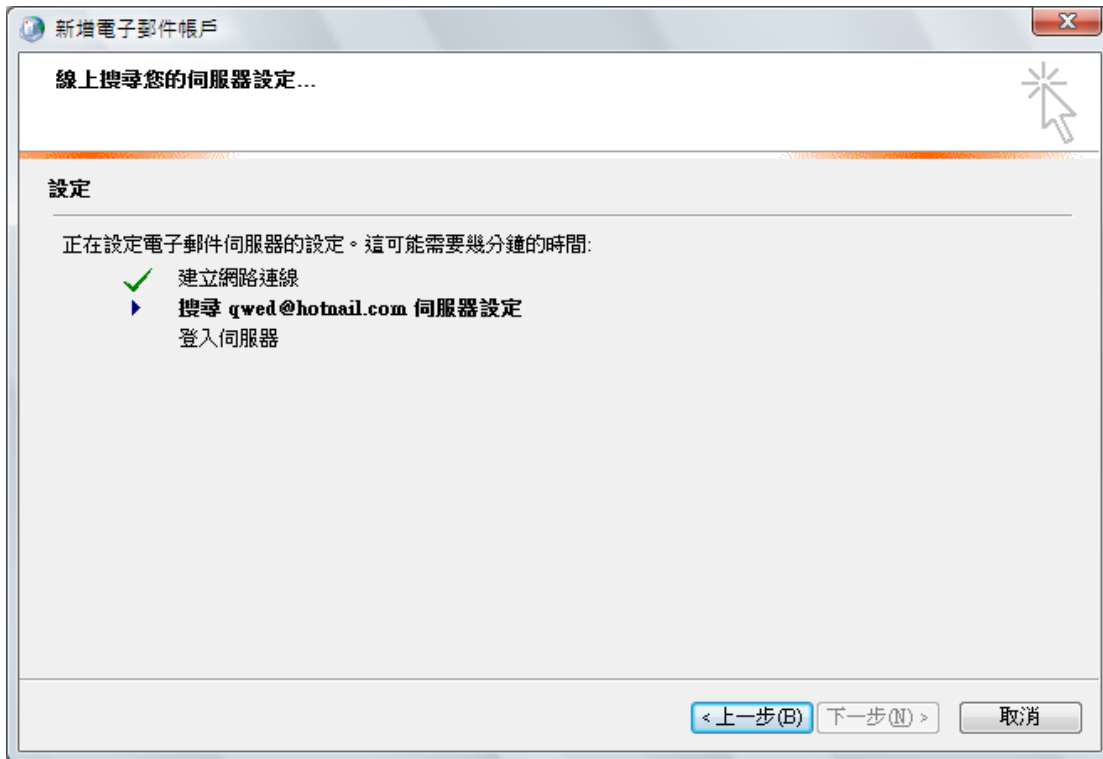 新增電子郵件帳戶
線上搜尋您的伺服器設定...
設定
正在設定電子郵件伺服器的設定。這可能需要幾分鐘的時間:
建立網路連線
搜尋 qwed@hotnail.com 伺服器設定
登入伺服器
<上一步(B) 下一步(N) > 取消